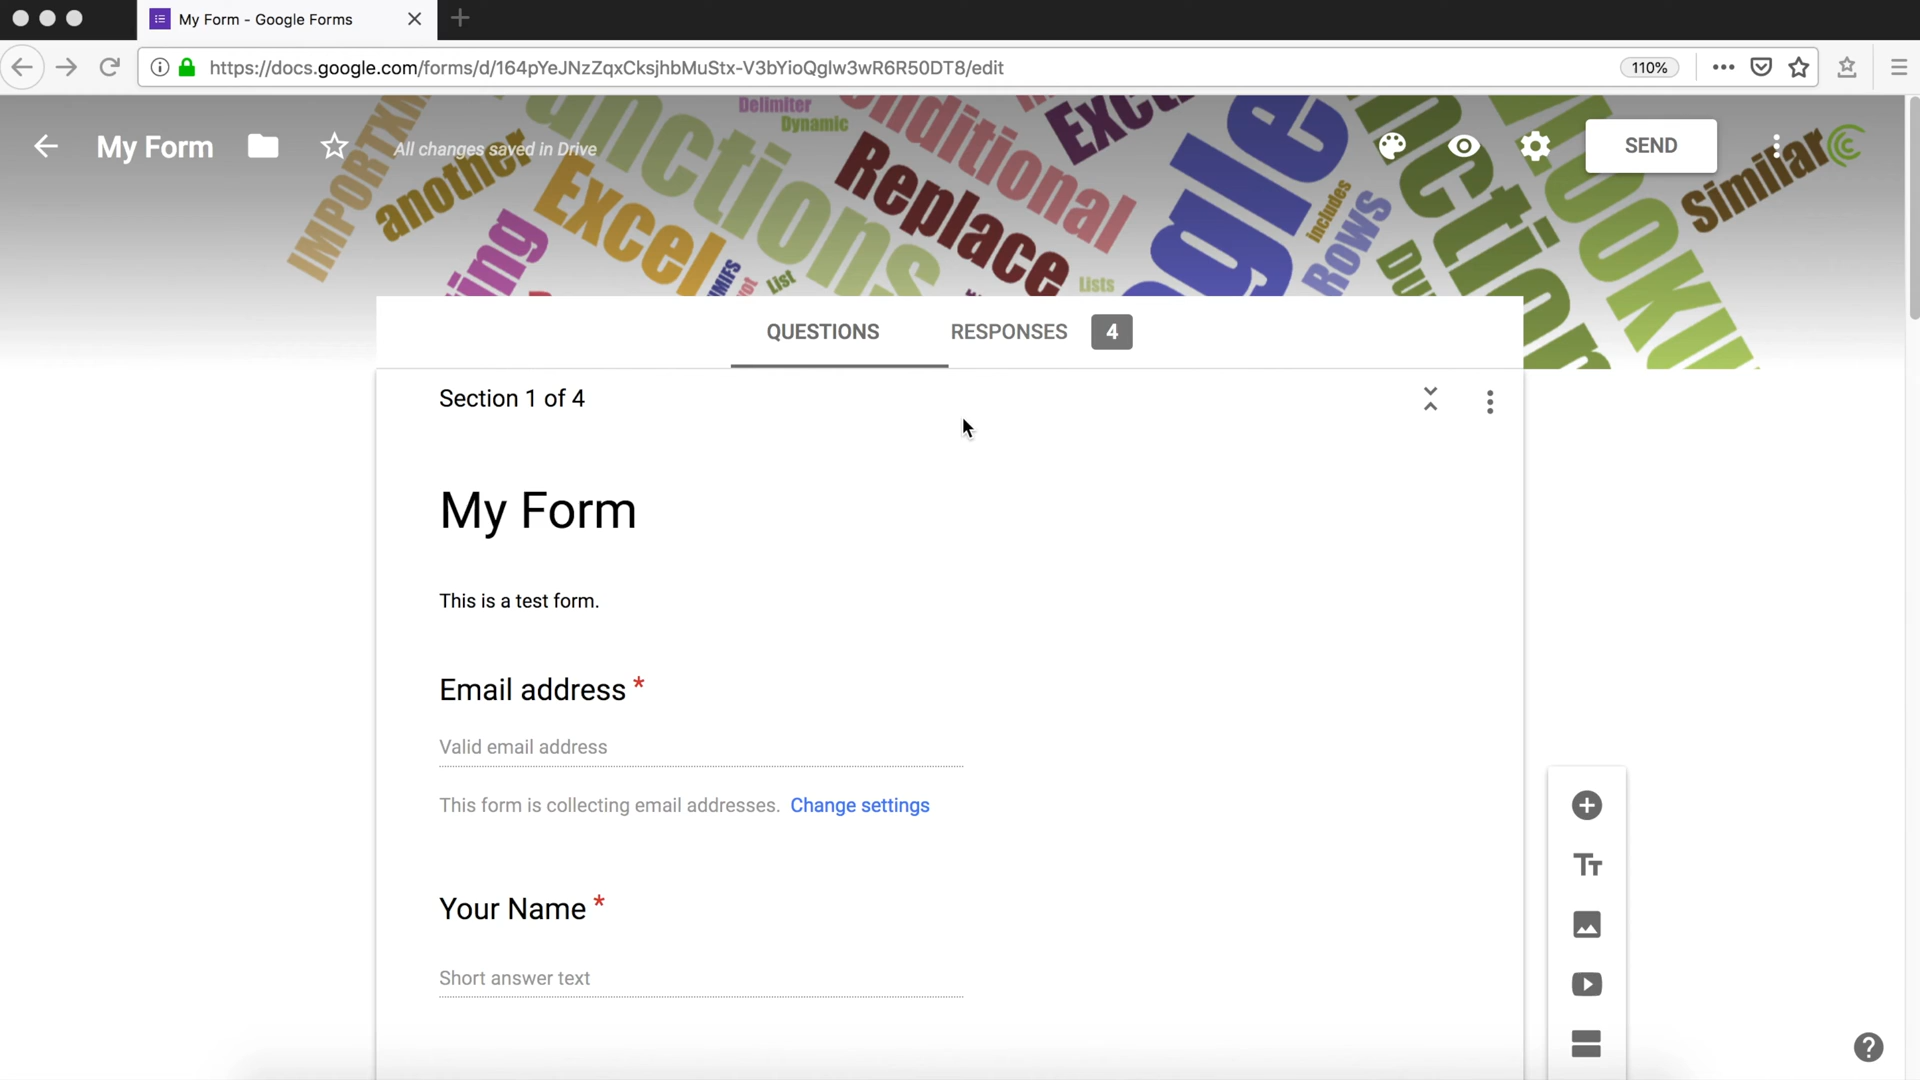 My Form - Google Forms
https://docs.google.com/forms/d/164pYeJNzZqxCksjhbMuStx-V3bYioQglw3wR6R50DT8/edit
110%
My Form
All changes saved in Drive
SEND
Delimiter
Dynamic
another
Excel
Replace
List
Lists
includes
Rows
Similar
QUESTIONS
RESPONSES
4
Section 1 of 4
My Form
This is a test form.
Email address *
Valid email address
This form is collecting email addresses. Change settings
Your Name *
Short answer text